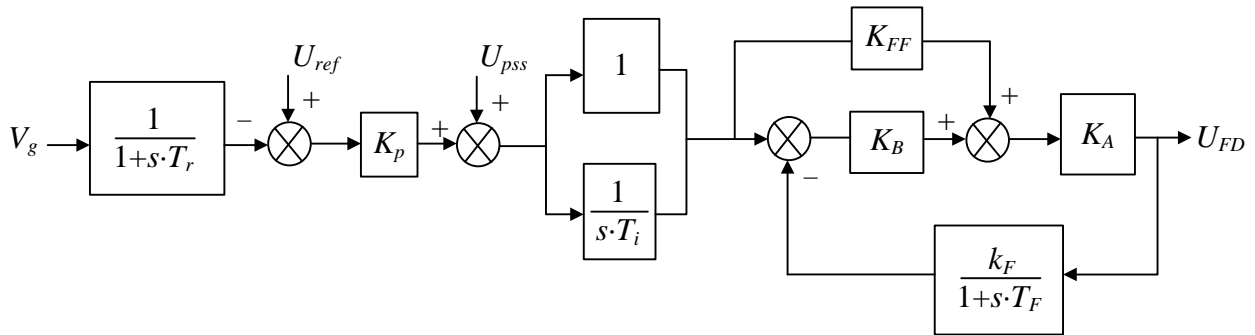 V_g
1
1+s·T_r
−
U_ref
+
K_p
+
U_pss
+
1
1
s·T_i
K_FF
−
K_B
+
+
K_A
U_FD
k_F
1+s·T_F